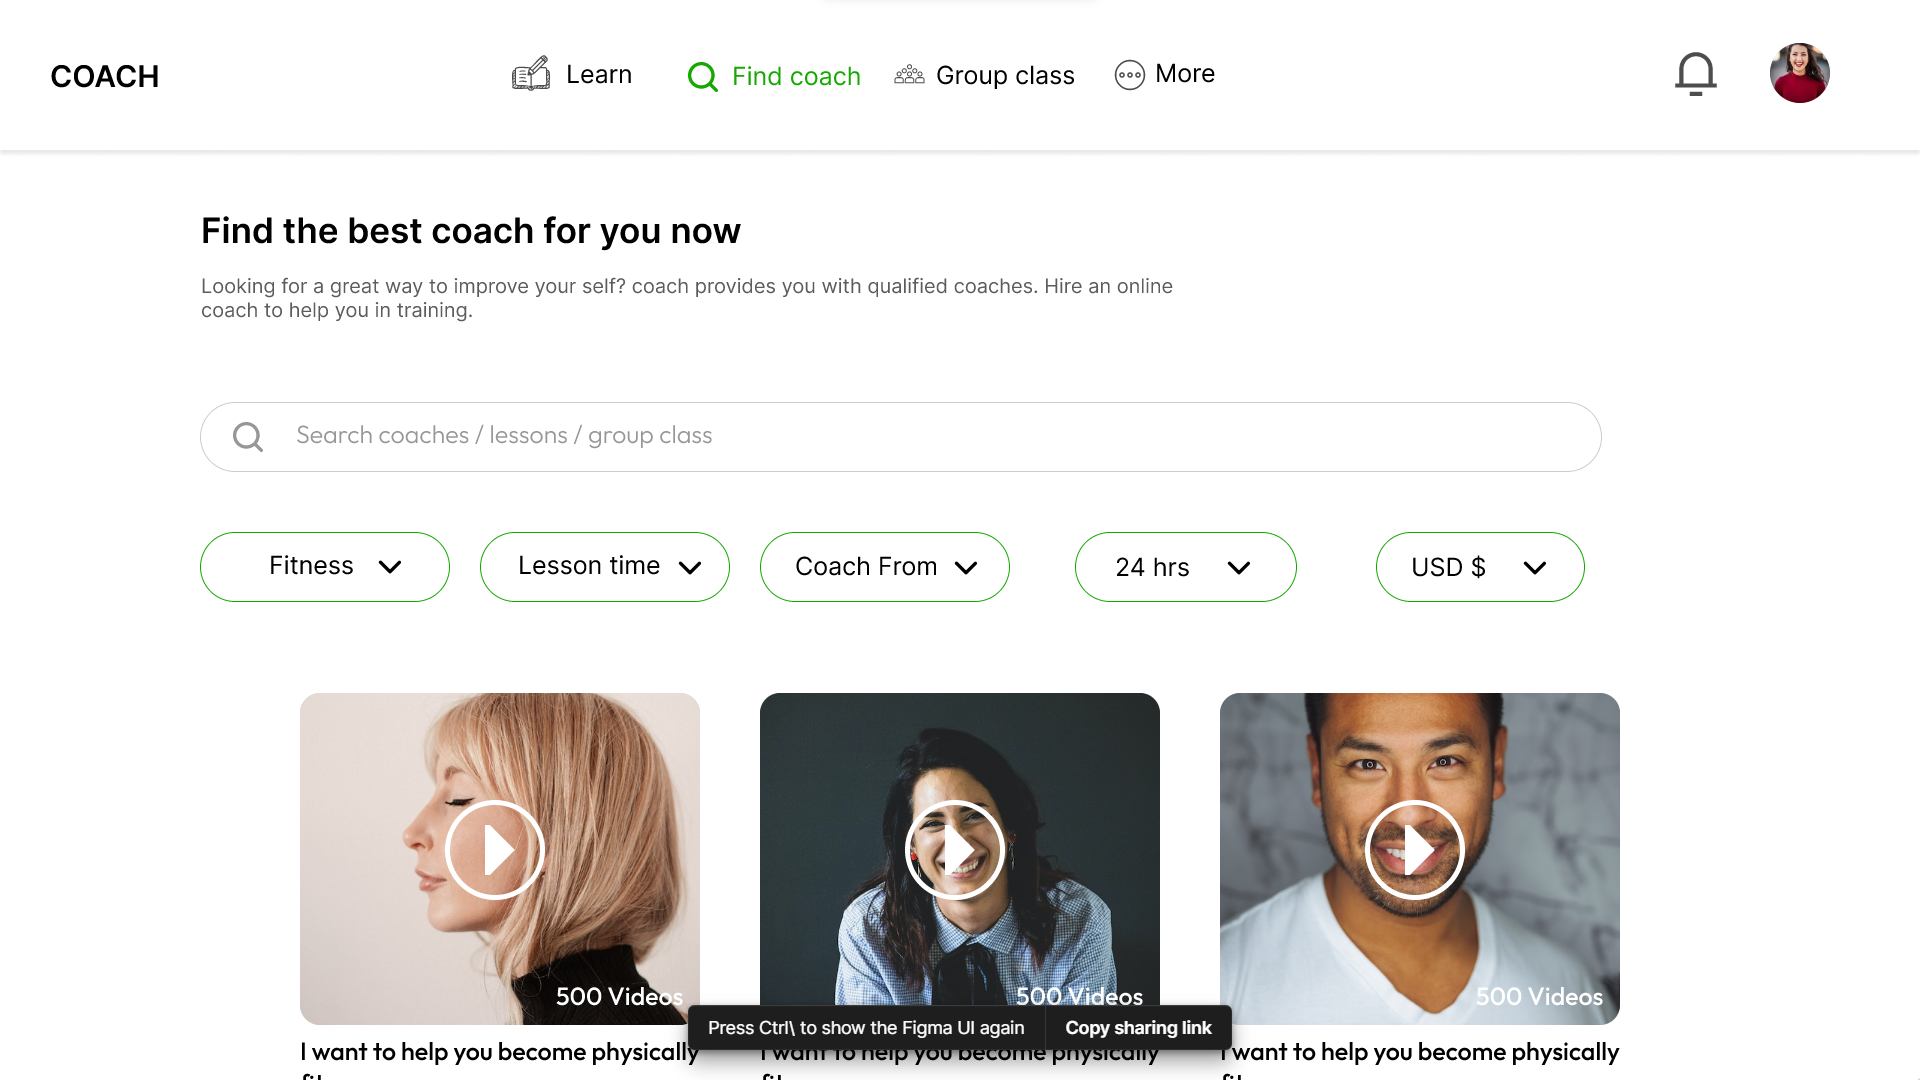 COACH
Learn
Find coach
Group class
More
Find the best coach for you now
Looking for a great way to improve your self? coach provides you with qualified coaches. Hire an online
coach to help you in training.
Search coaches / lessons / group class
Fitness
Lesson time
Coach From
24 hrs
USD $
500 Videos
500 Videos
500 Videos
Press Ctrl\ to show the Figma UI again
Copy sharing link
I want to help you become physically
I want to help you become physically
I want to help you become physically